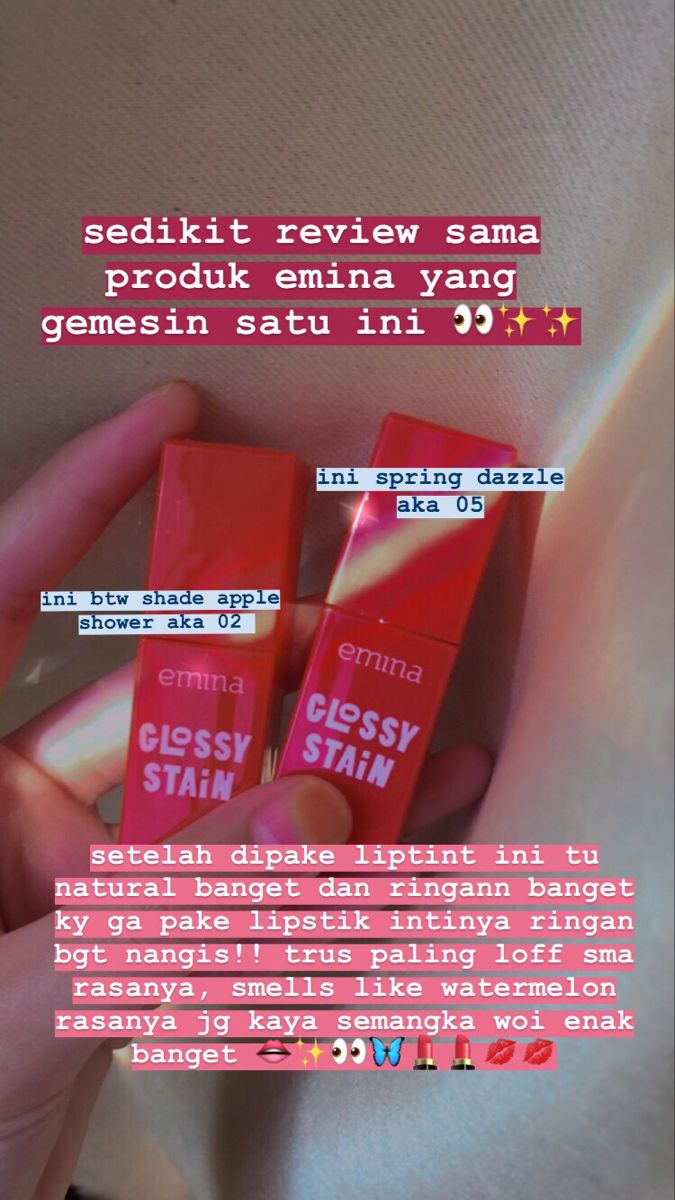 sedikit review sama
produk emina yang
gemesin satu ini 👀✨✨
ini spring dazzle
aka 05
ini btw shade apple
shower aka 02
emina
GLOSSY
STAiN
emina
GLOSSY
STAiN
setelah dipake liptint ini tu
natural banget dan ringann banget
ky ga pake lipstik intinya ringan
bgt nangis!! trus paling loff sma
rasanya, smells like watermelon
rasanya jg kaya semangka woi enak
banget 👄✨👀🦋💄💄💋💋